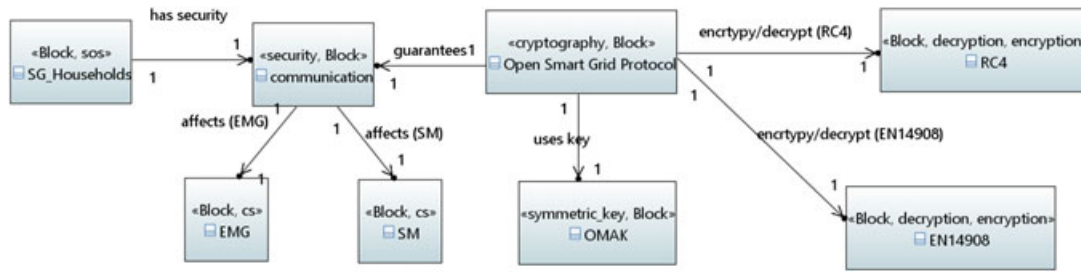 has security
«Block, sos»
SG_Households
1
1
«security, Block»
communication
guarantees1
1
«cryptography, Block»
Open Smart Grid Protocol
encrtypy/decrypt (RC4)
1
1
«Block, decryption, encryption
RC4
1
affects (EMG)
1
1
affects (SM)
1
1
uses key
1
1
encrtypy/decrypt (EN14908)
1
«Block, cs»
EMG
«Block, cs»
SM
«symmetric_key, Block»
OMAK
«Block, decryption, encryption»
EN14908